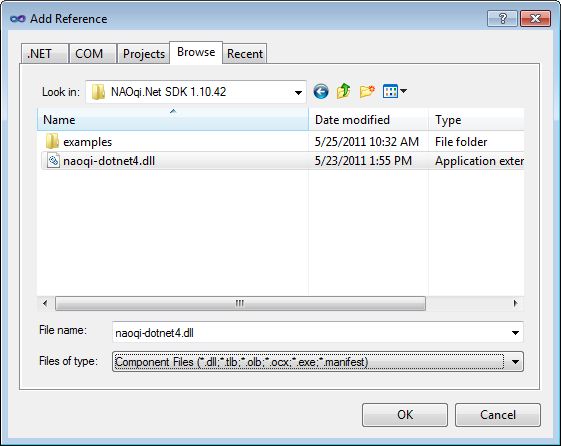 Add Reference
.NET COM Projects Browse Recent
Look in: NAOqi.Net SDK 1.10.42
Name Date modified Type
examples 5/25/2011 10:32 AM File folder
naoqi-dotnet4.dll 5/23/2011 1:55 PM Application exter
File name: naoqi-dotnet4.dll
Files of type: Component Files (*.dll;*.tlb;*.olb;*.ocx;*.exe;*.manifest)
OK Cancel